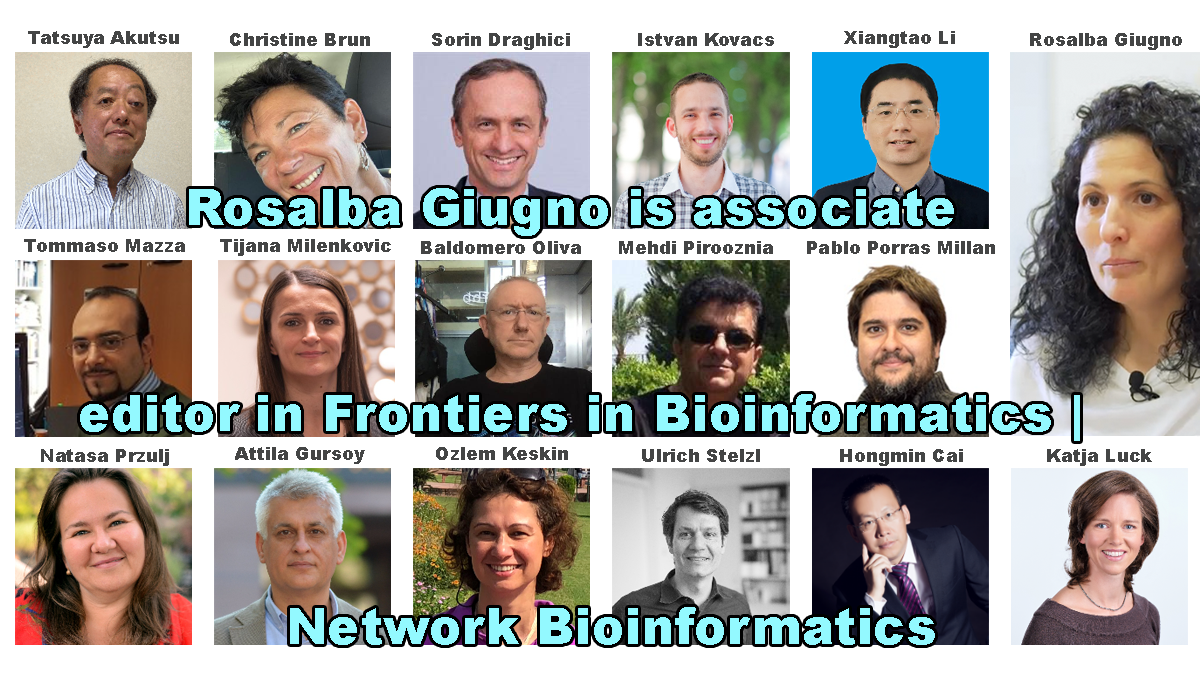 Tatsuya Akutsu
Christine Brun
Sorin Draghici
Istvan Kovacs
Xiangtao Li
Rosalba Giugno
Rosalba Giugno is associate
Tommaso Mazza
Tijana Milenkovic
Baldomero Oliva
Mehdi Pirooznia
Pablo Porras Millan
editor in Frontiers in Bioinformatics |
Natasa Przulj
Attila Gursoy
Ozlem Keskin
Ulrich Stelzl
Hongmin Cai
Katja Luck
Network Bioinformatics